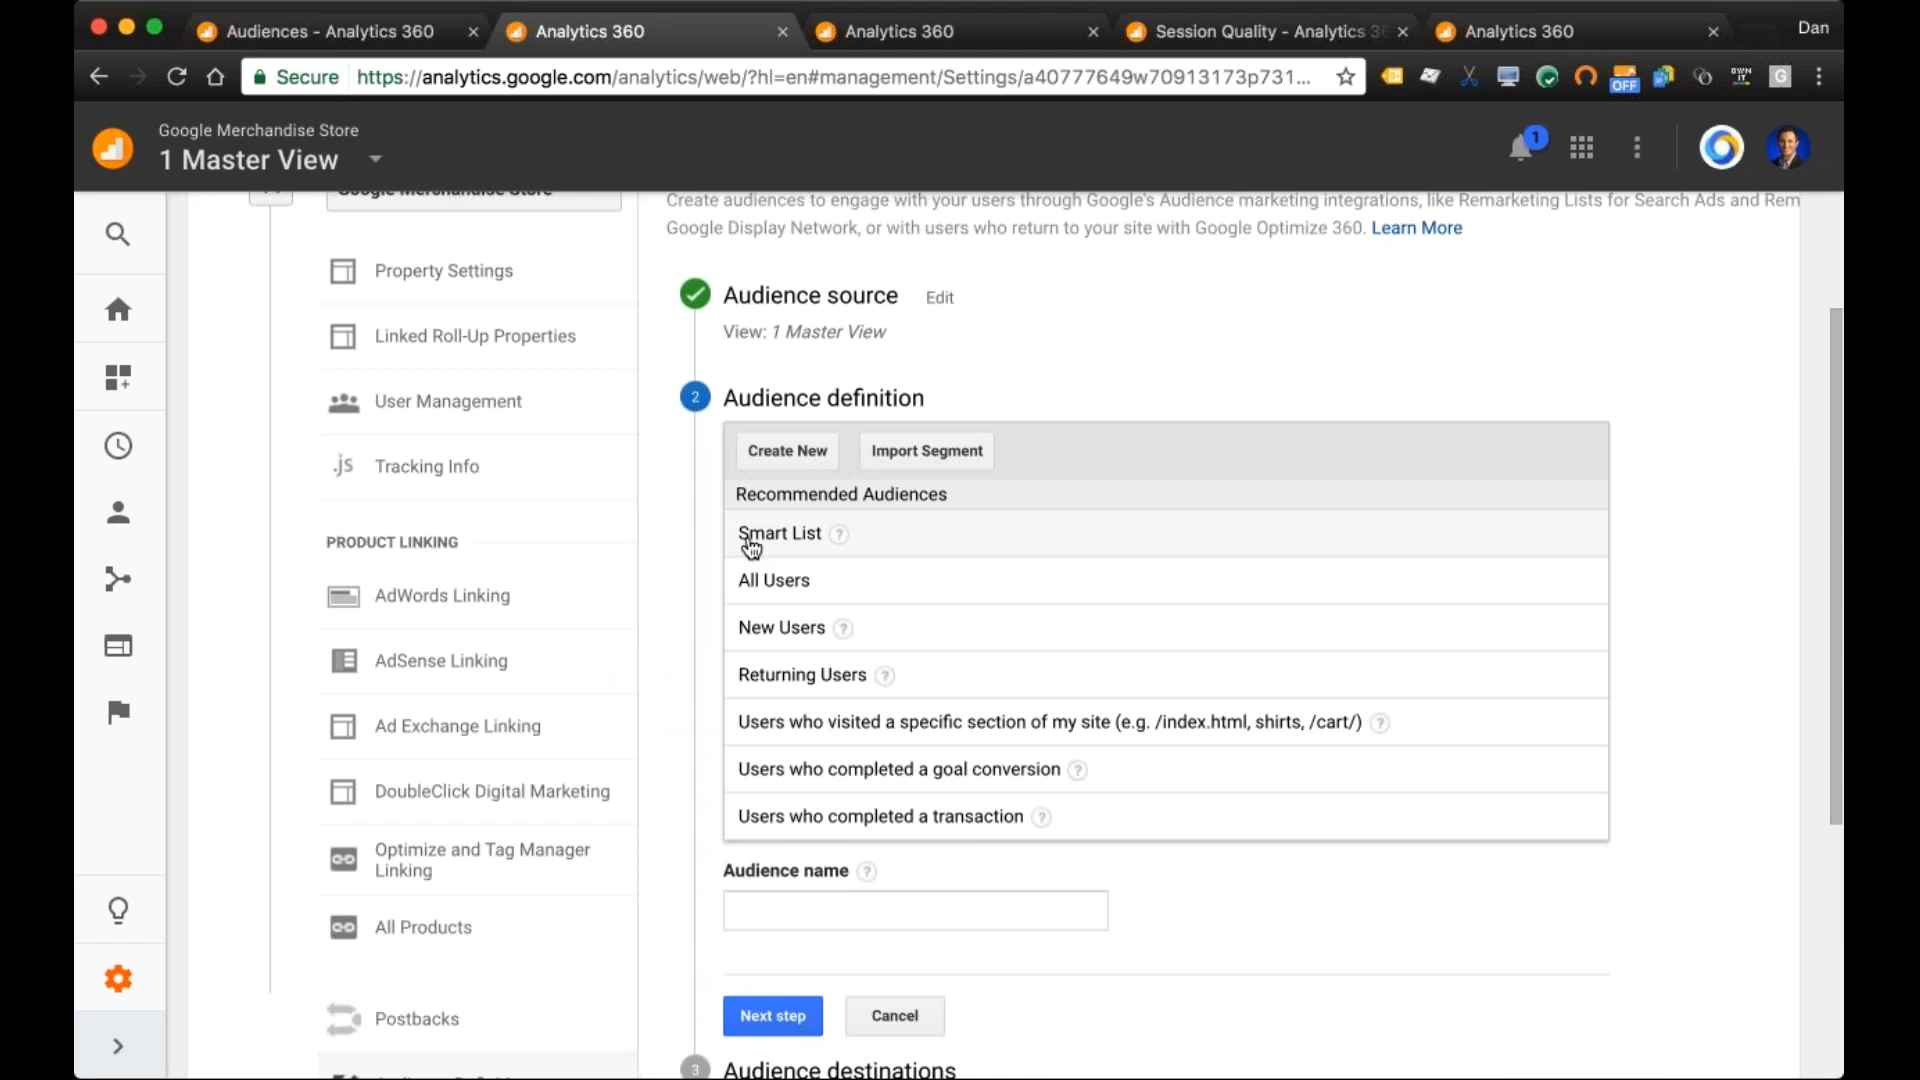 Audiences - Analytics 360
Analytics 360
Analytics 360
Session Quality - Analytics 36
Analytics 360
Dan
Secure
https://analytics.google.com/analytics/web/?hl=en#management/Settings/a40777649w70913173p731...
OFF
OWN
IT
G
Google Merchandise Store
1 Master View
1
Google Merchandise Store
Create audiences to engage with your users through Google's Audience marketing integrations, like Remarketing Lists for Search Ads and Rem
Google Display Network, or with users who return to your site with Google Optimize 360. Learn More
Property Settings
Linked Roll-Up Properties
User Management
.js Tracking Info
PRODUCT LINKING
AdWords Linking
AdSense Linking
Ad Exchange Linking
DoubleClick Digital Marketing
Optimize and Tag Manager
Linking
All Products
Postbacks
Audience source Edit
View: 1 Master View
2 Audience definition
Create New Import Segment
Recommended Audiences
Smart List ?
All Users
New Users ?
Returning Users ?
Users who visited a specific section of my site (e.g. /index.html, shirts, /cart/) ?
Users who completed a goal conversion ?
Users who completed a transaction ?
Audience name ?
Next step Cancel
3 Audience destinations